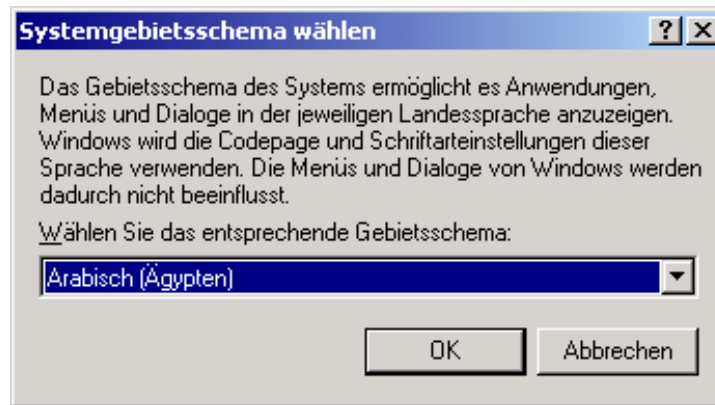 Systemgebietsschema wählen
Das Gebietsschema des Systems ermöglicht es Anwendungen,
Menüs und Dialoge in der jeweiligen Landessprache anzuzeigen.
Windows wird die Codepage und Schriftarteinstellungen dieser
Sprache verwenden. Die Menüs und Dialoge von Windows werden
dadurch nicht beeinflusst.
Wählen Sie das entsprechende Gebietsschema:
Arabisch (Ägypten)
OK Abbrechen